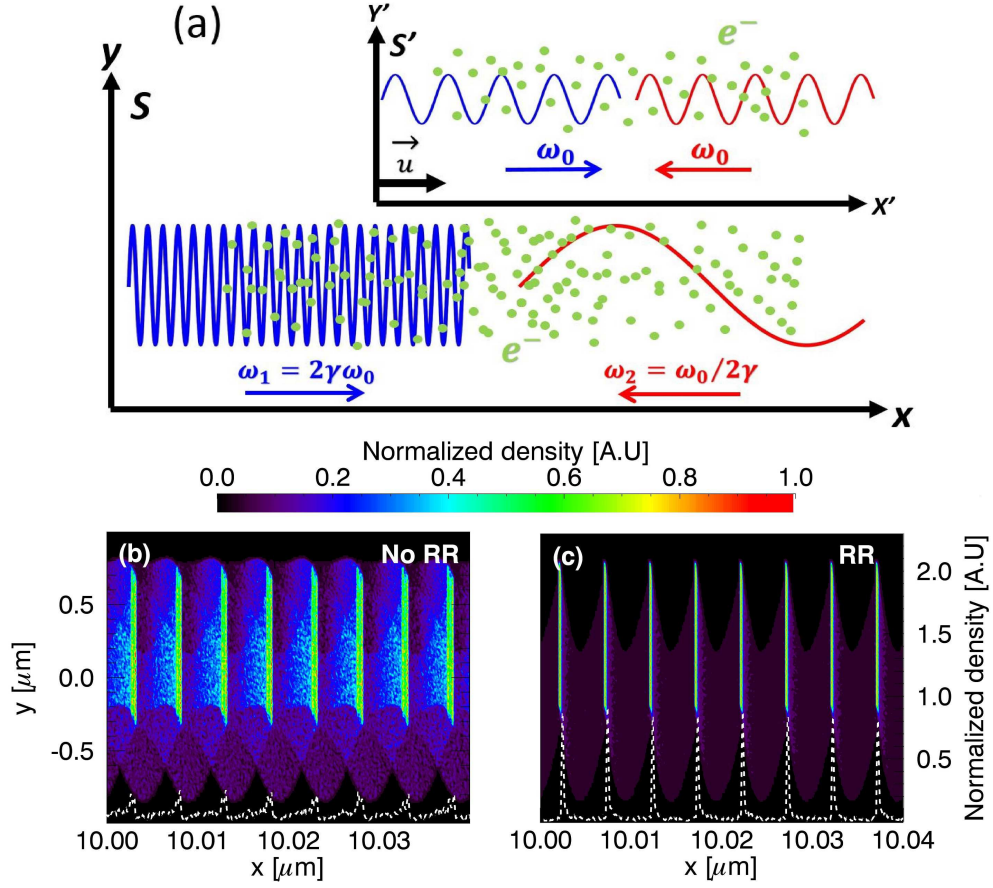 (a)
Y'
S'
e⁻
y
S
ω₀
ω₀
u
X'
e⁻
ω₁ = 2γω₀
ω₂ = ω₀/2γ
x
Normalized density [A.U]
0.0 0.2 0.4 0.6 0.8 1.0
(b) No RR
(c) RR
y [μm]
0.5
0.0
-0.5
2.0
1.5
1.0
0.5
Normalized density [A.U]
10.00 10.01 10.02 10.03
x [μm]
10.00 10.01 10.02 10.03 10.04
x [μm]